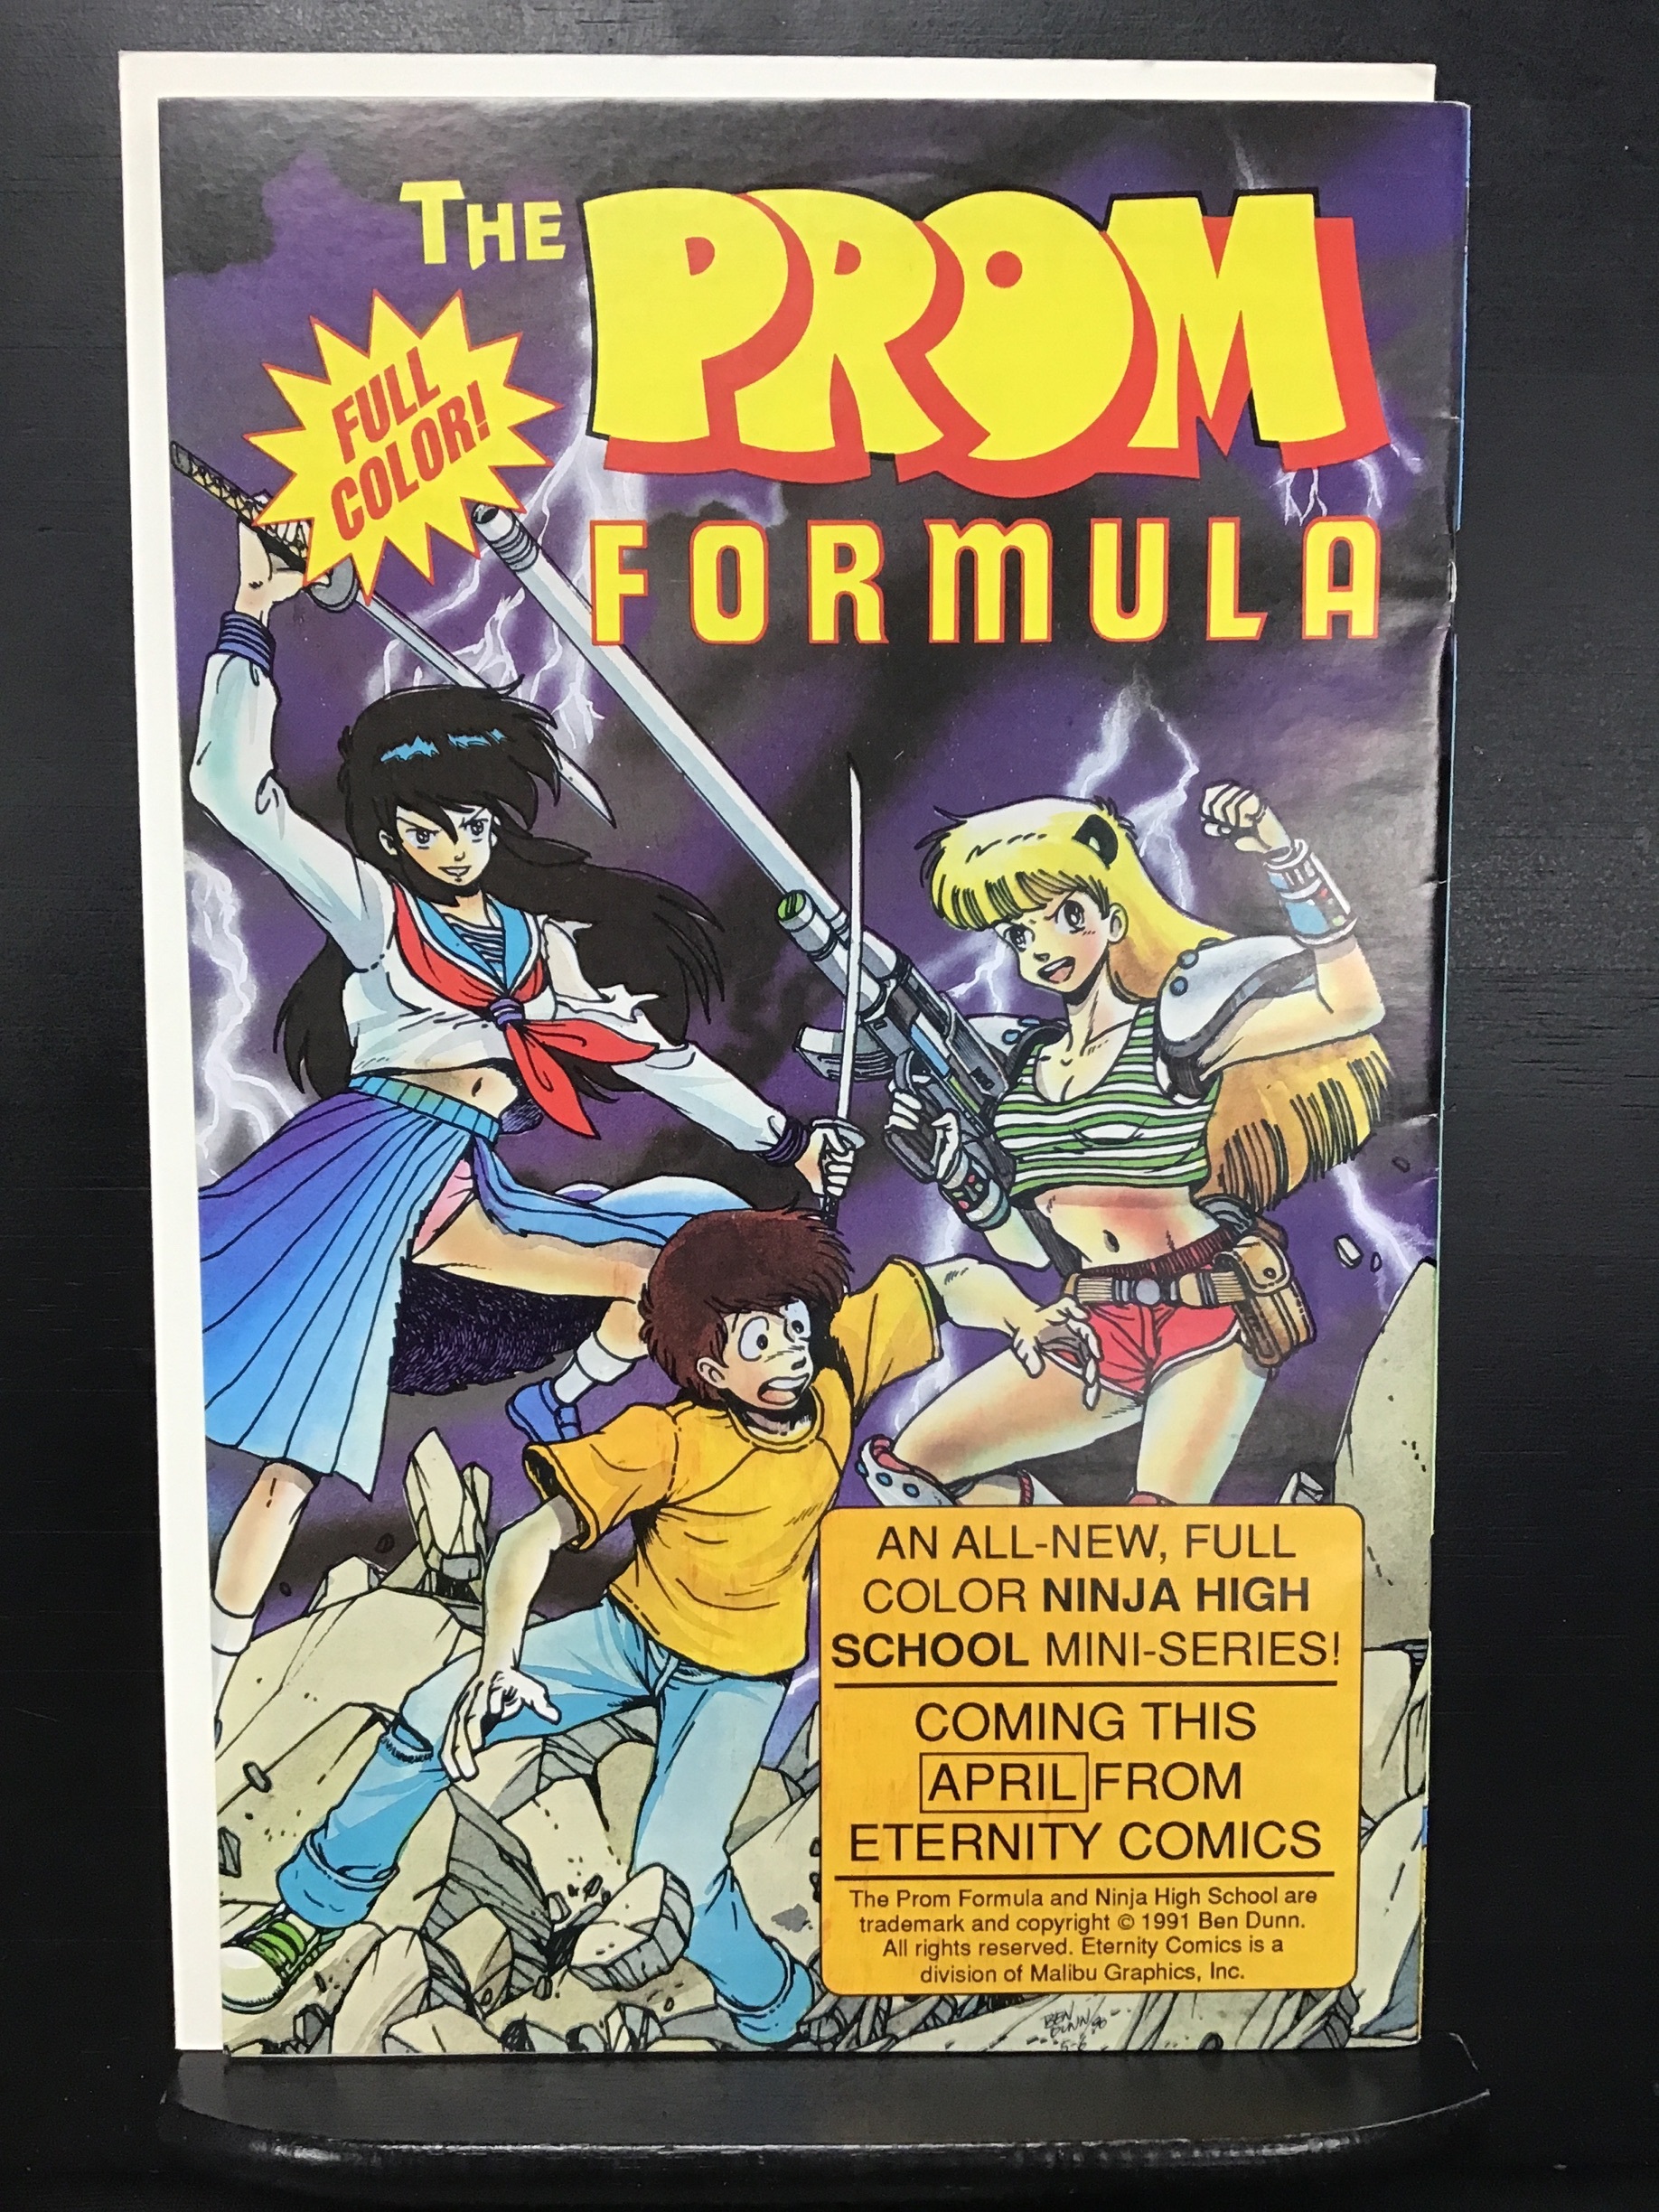 THE PROM
FULL
COLOR!
FORMULA
AN ALL-NEW, FULL
COLOR NINJA HIGH
SCHOOL MINI-SERIES!
COMING THIS
APRIL FROM
ETERNITY COMICS
The Prom Formula and Ninja High School are
trademark and copyright © 1991 Ben Dunn.
All rights reserved. Eternity Comics is a
division of Malibu Graphics, Inc.
BEN
DUNN